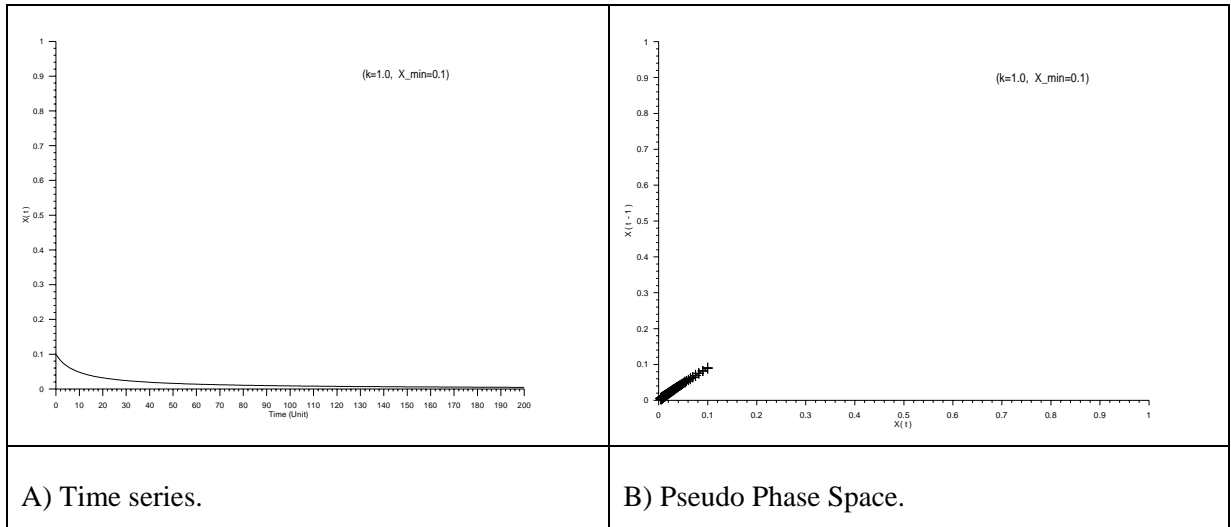 1
0.9
0.8
0.7
0.6
0.5
0.4
0.3
0.2
0.1
0
X( t )
(k=1.0, X_min=0.1)
0 10 20 30 40 50 60 70 80 90 100 110 120 130 140 150 160 170 180 190 200
Time (Unit)
1
0.9
0.8
0.7
0.6
0.5
0.4
0.3
0.2
0.1
0
X ( t - 1 )
(k=1.0, X_min=0.1)
0 0.1 0.2 0.3 0.4 0.5 0.6 0.7 0.8 0.9 1
X( t )
A) Time series.
B) Pseudo Phase Space.